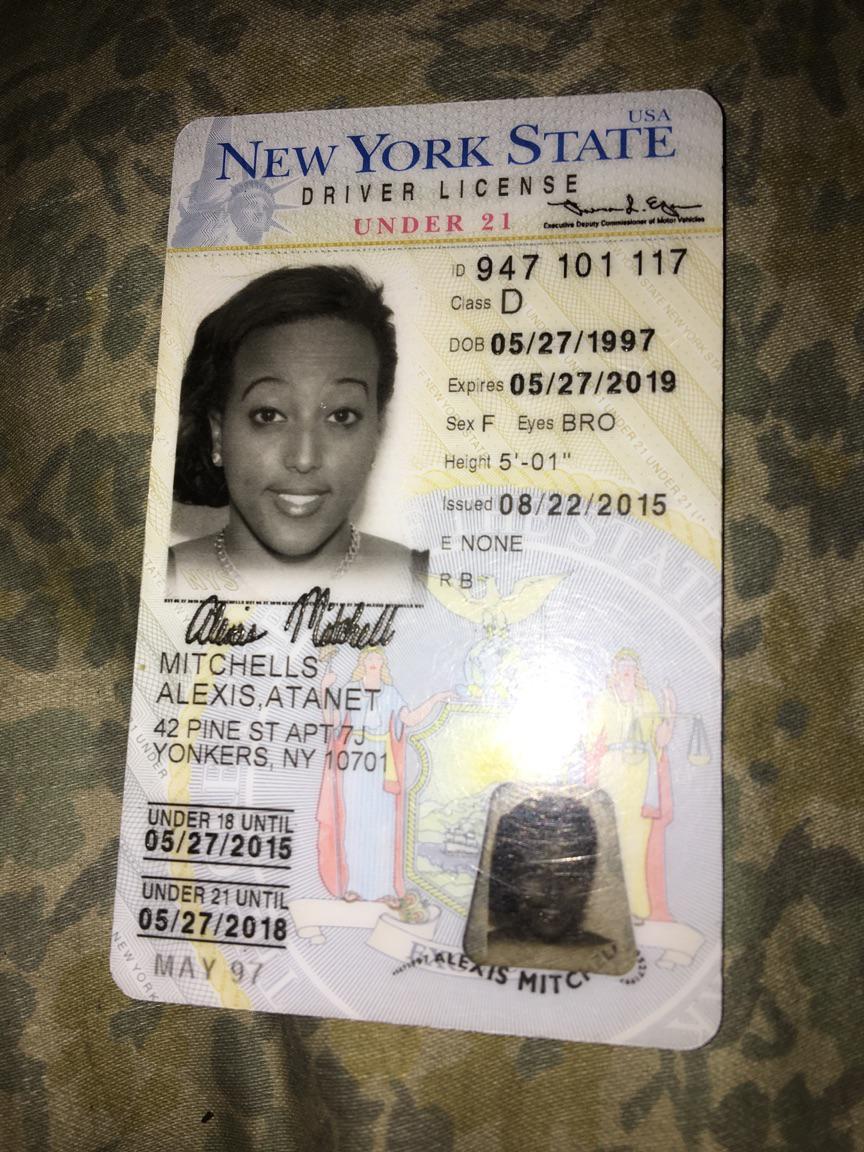 USA
NEW YORK STATE
DRIVER LICENSE
UNDER 21
Executive Deputy Commissioner of Motor Vehicles
ID 947 101 117
Class D
DOB 05/27/1997
Expires 05/27/2019
Sex F Eyes BRO
Height 5'-01"
Issued 08/22/2015
E NONE
R B
NYS
Alexis Mitchell
MITCHELLS
ALEXIS,ATANET
42 PINE ST APT 7J
YONKERS, NY 10701
UNDER 18 UNTIL
05/27/2015
UNDER 21 UNTIL
05/27/2018
MAY 97
ALEXIS MITC